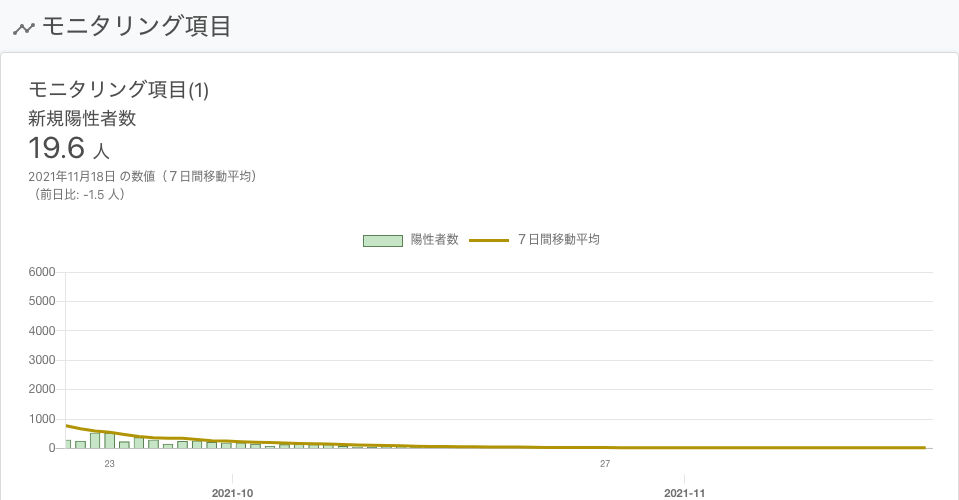 モニタリング項目
モニタリング項目(1)
新規陽性者数
19.6 人
2021年11月18日 の数値（７日間移動平均）
（前日比: -1.5 人）
陽性者数 ７日間移動平均
6000
5000
4000
3000
2000
1000
0
23 27
2021-10 2021-11